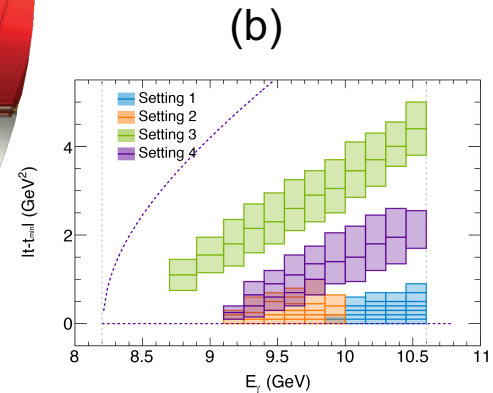 (b)
Setting 1
Setting 2
Setting 3
Setting 4
|t-t_min| (GeV²)
4
2
0
8 8.5 9 9.5 10 10.5 11
E_γ (GeV)